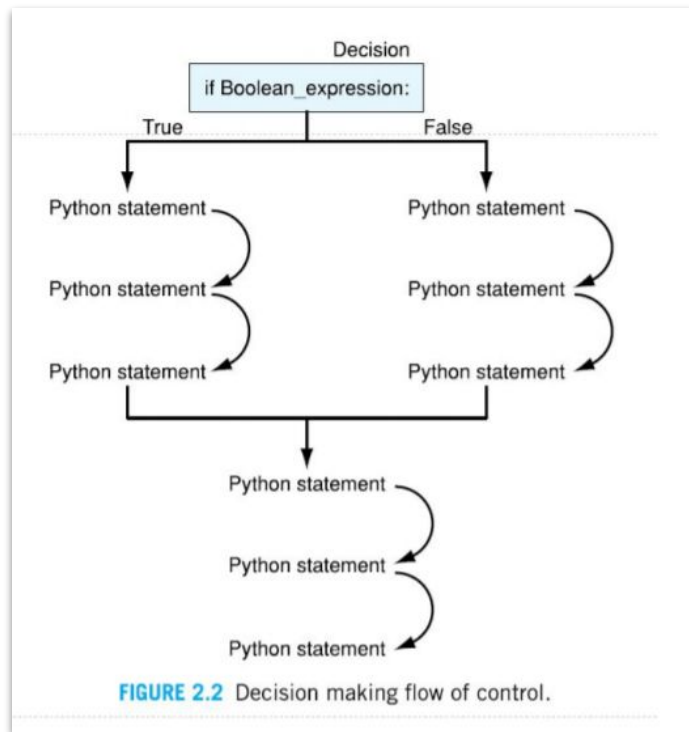 Decision
if Boolean_expression:
True False
Python statement Python statement
Python statement Python statement
Python statement Python statement
Python statement
Python statement
Python statement
FIGURE 2.2 Decision making flow of control.